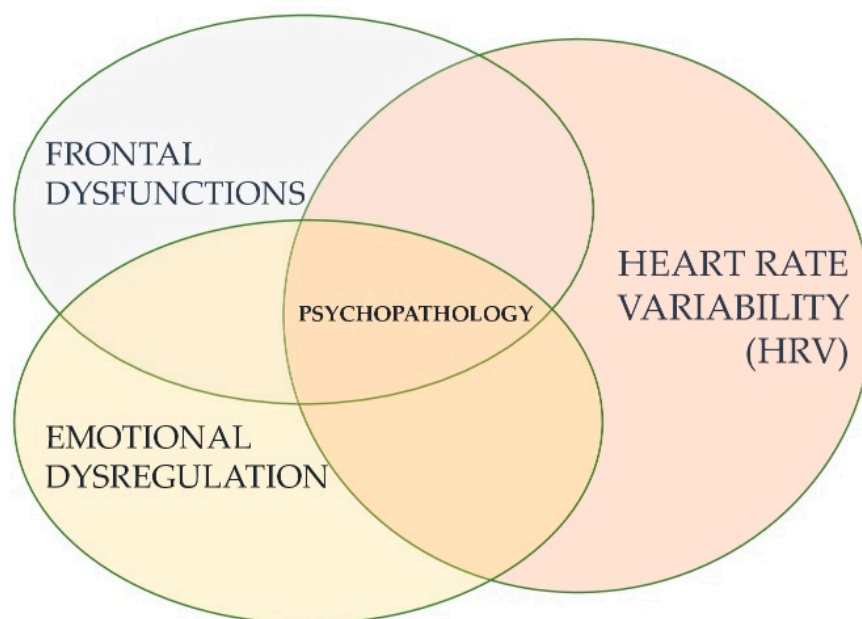 FRONTAL
DYSFUNCTIONS
HEART RATE
VARIABILITY
(HRV)
PSYCHOPATHOLOGY
EMOTIONAL
DYSREGULATION